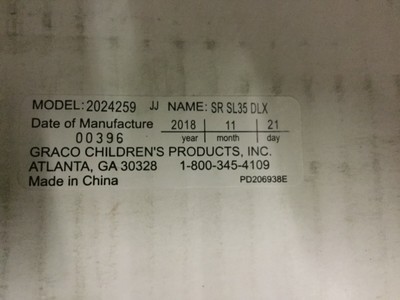 MODEL: 2024259 JJ NAME: SR SL35 DLX
Date of Manufacture 2018 11 21
00396 year month day
GRACO CHILDREN'S PRODUCTS, INC.
ATLANTA, GA 30328 1-800-345-4109
Made in China PD206938E